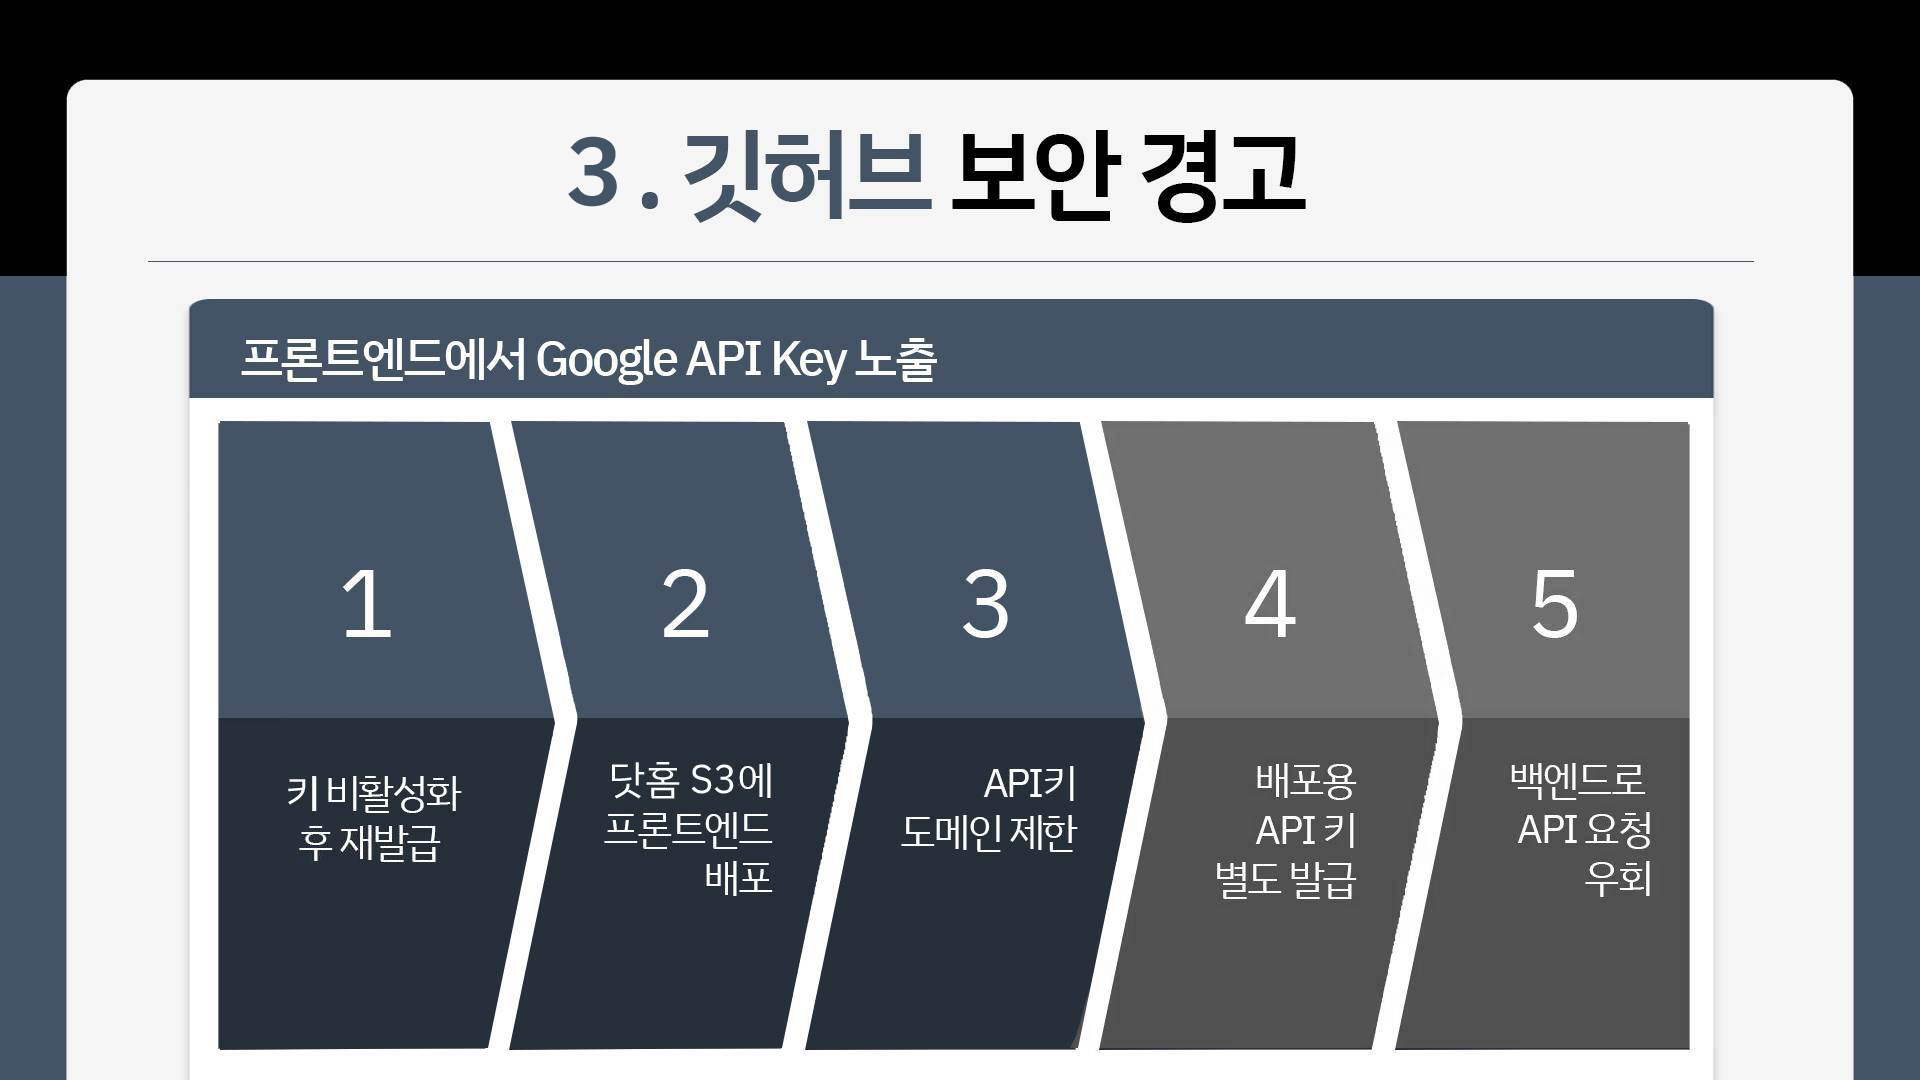 3. 깃허브 보안 경고
프론트엔드에서 Google API Key 노출
1
키 비활성화
후 재발급
2
닷홈 S3에
프론트엔드
배포
3
API키
도메인 제한
4
배포용
API 키
별도 발급
5
백엔드로
API 요청
우회